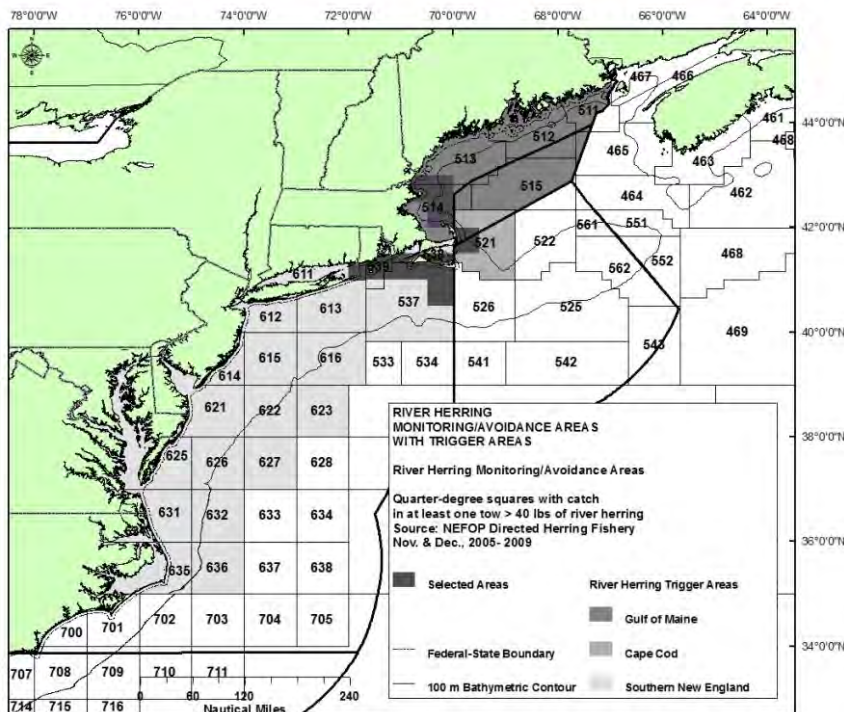 78°0'0"W 76°0'0"W 74°0'0"W 72°0'0"W 70°0'0"W 68°0'0"W 66°0'0"W 64°0'0"W
467 466
511
461
44°0'0"N
512
468
513 465 463
515
464 462
514
42°0'0"N
551
561
521 522
552 468
562
611 539
537
613 526 525
612
40°0'0"N
469
543
615 616
533 534 541 542
614
621 622 623
38°0'0"N
625 626 627 628
631 632 633 634
36°0'0"N
635 636 637 638
700 701 702 703 704 705
34°0'0"N
707 708 709 710 711
714 715 716 0 60 120 240
Nautical Miles
RIVER HERRING
MONITORING/AVOIDANCE AREAS
WITH TRIGGER AREAS
River Herring Monitoring/Avoidance Areas
Quarter-degree squares with catch
in at least one tow > 40 lbs of river herring
Source: NEFOP Directed Herring Fishery
Nov. & Dec., 2005- 2009
Selected Areas
River Herring Trigger Areas
Gulf of Maine
Federal-State Boundary
Cape Cod
100 m Bathymetric Contour
Southern New England